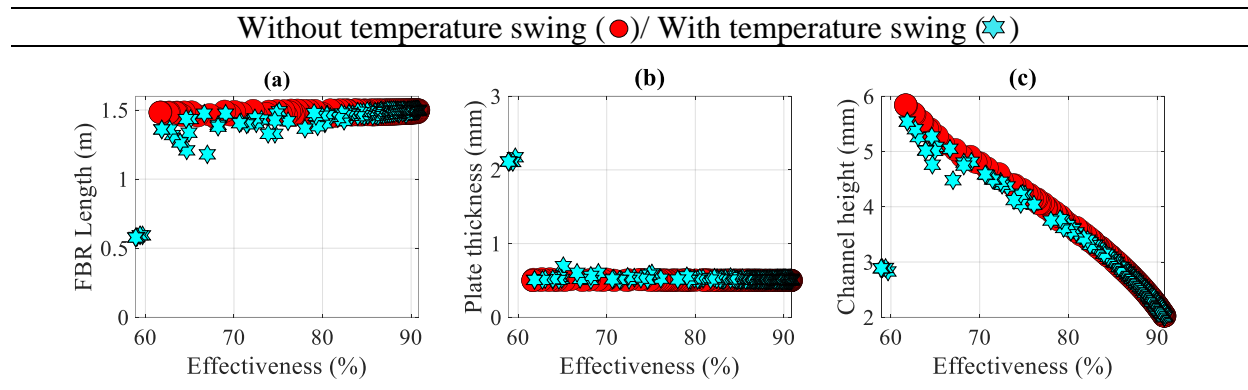 Without temperature swing ( )/ With temperature swing ( )
(a) (b) (c)
FBR Length (m)
1.5
1
0.5
0
60 70 80 90
Effectiveness (%)
Plate thickness (mm)
3
2
1
0
60 70 80 90
Effectiveness (%)
Channel height (mm)
6
5
4
3
2
60 70 80 90
Effectiveness (%)